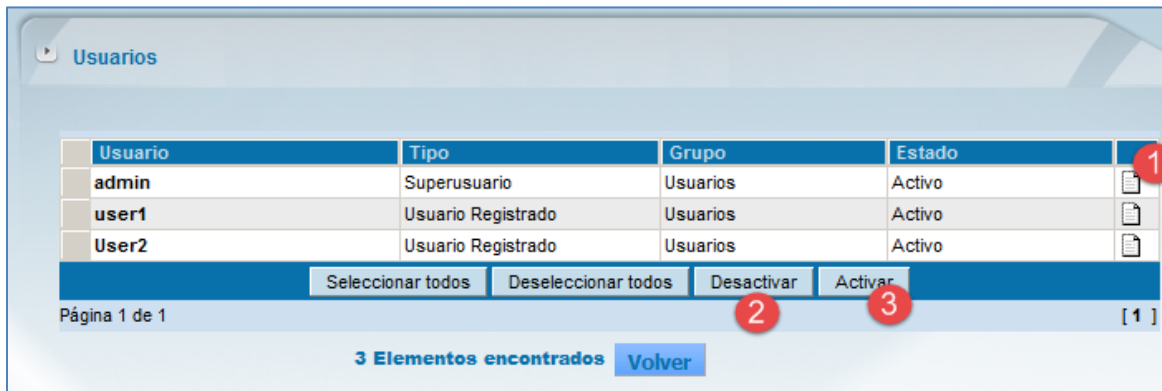 Usuarios
Usuario Tipo Grupo Estado
1
admin Superusuario Usuarios Activo
user1 Usuario Registrado Usuarios Activo
User2 Usuario Registrado Usuarios Activo
Seleccionar todos Deseleccionar todos Desactivar Activar
2 3
Página 1 de 1 [ 1 ]
3 Elementos encontrados Volver